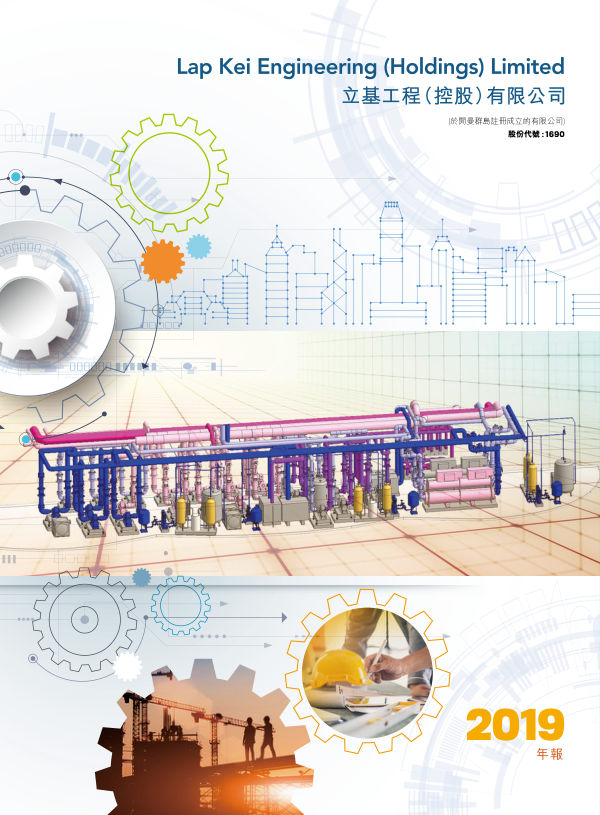 Lap Kei Engineering (Holdings) Limited
立基工程(控股)有限公司
(於開曼群島註冊成立的有限公司)
股份代號 : 1690
2019
年報